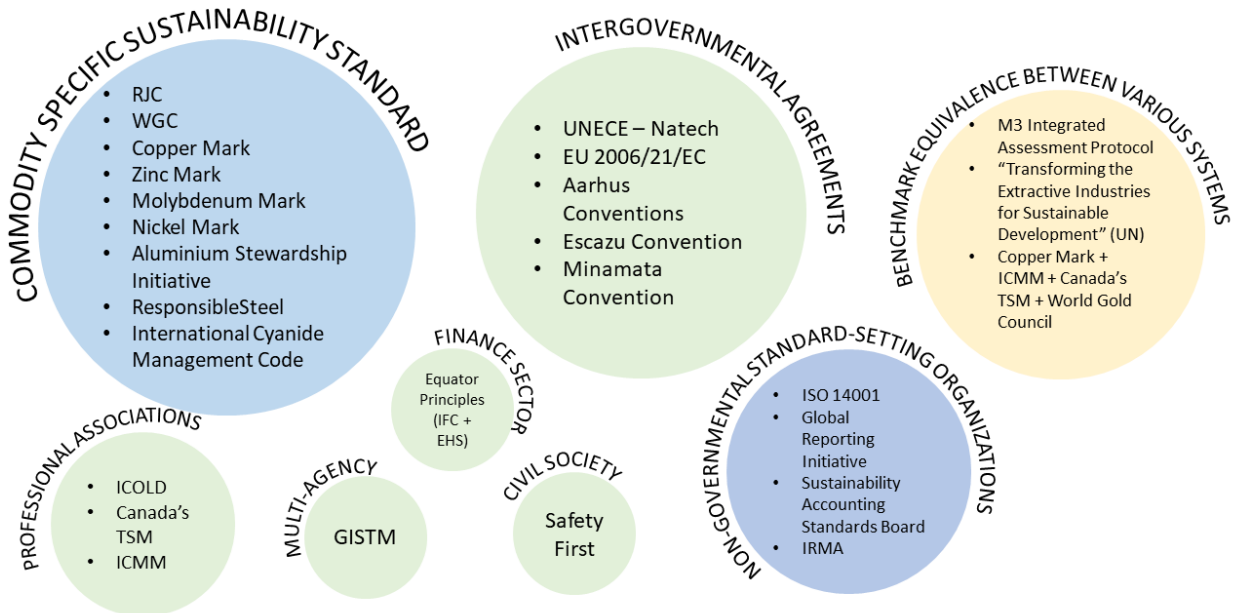 COMMODITY SPECIFIC SUSTAINABILITY STANDARD
• RJC
• WGC
• Copper Mark
• Zinc Mark
• Molybdenum Mark
• Nickel Mark
• Aluminium Stewardship
Initiative
• ResponsibleSteel
• International Cyanide
Management Code
INTERGOVERNMENTAL AGREEMENTS
• UNECE – Natech
• EU 2006/21/EC
• Aarhus
Conventions
• Escazu Convention
• Minamata
Convention
BENCHMARK EQUIVALENCE BETWEEN VARIOUS SYSTEMS
• M3 Integrated
Assessment Protocol
• “Transforming the
Extractive Industries
for Sustainable
Development” (UN)
• Copper Mark +
ICMM + Canada’s
TSM + World Gold
Council
FINANCE SECTOR
Equator
Principles
(IFC +
EHS)
PROFESSIONAL ASSOCIATIONS
• ICOLD
• Canada’s
TSM
• ICMM
MULTI-AGENCY
GISTM
CIVIL SOCIETY
Safety
First
NON-GOVERNMENTAL STANDARD-SETTING ORGANIZATIONS
• ISO 14001
• Global
Reporting
Initiative
• Sustainability
Accounting
Standards Board
• IRMA